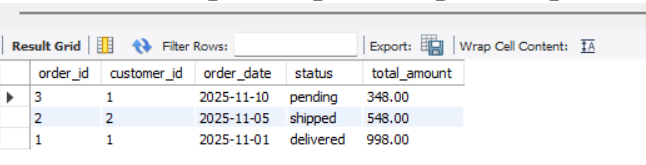 Result Grid Filter Rows: Export: Wrap Cell Content: IA
order_id customer_id order_date status total_amount
3 1 2025-11-10 pending 348.00
2 2 2025-11-05 shipped 548.00
1 1 2025-11-01 delivered 998.00